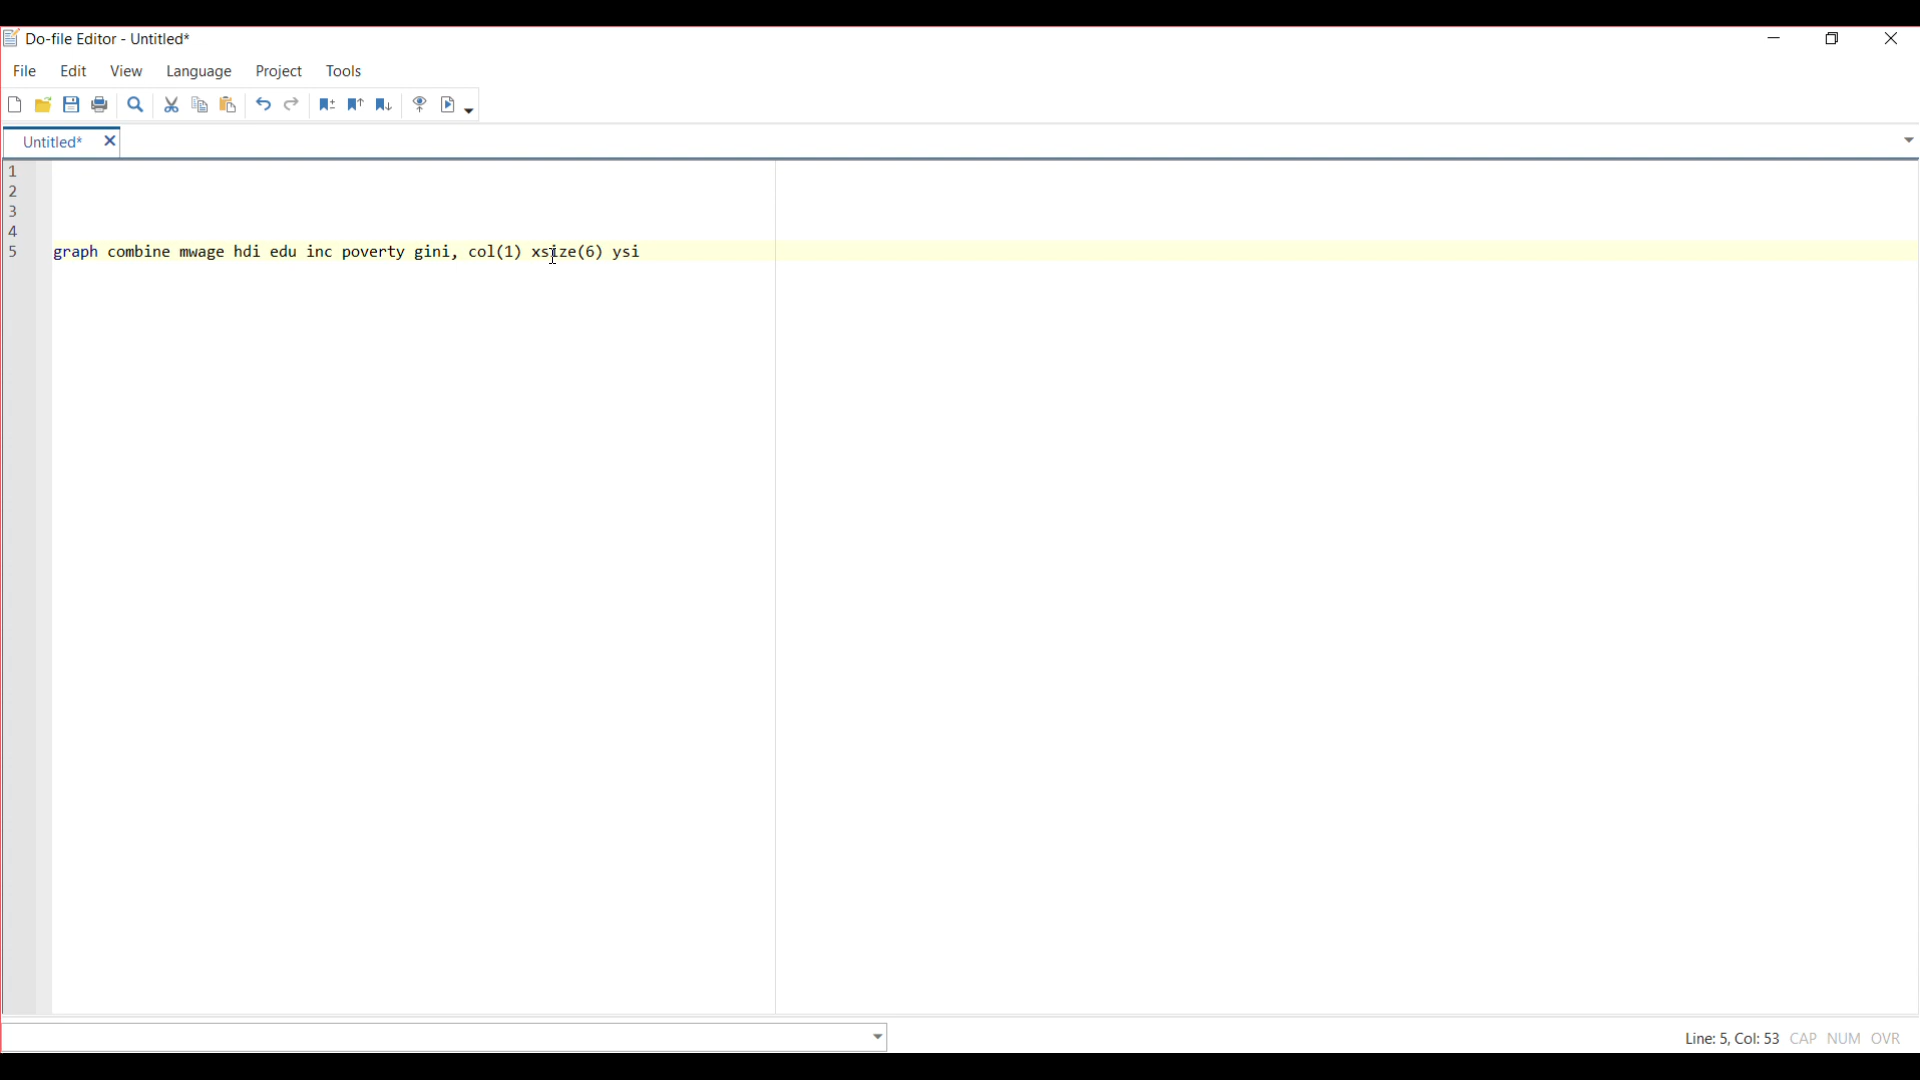 Do-file Editor - Untitled*
File Edit View Language Project Tools
Untitled*
1
2
3
4
5 graph combine mwage hdi edu inc poverty gini, col(1) xsize(6) ysi
Line: 5, Col: 53 CAP NUM OVR